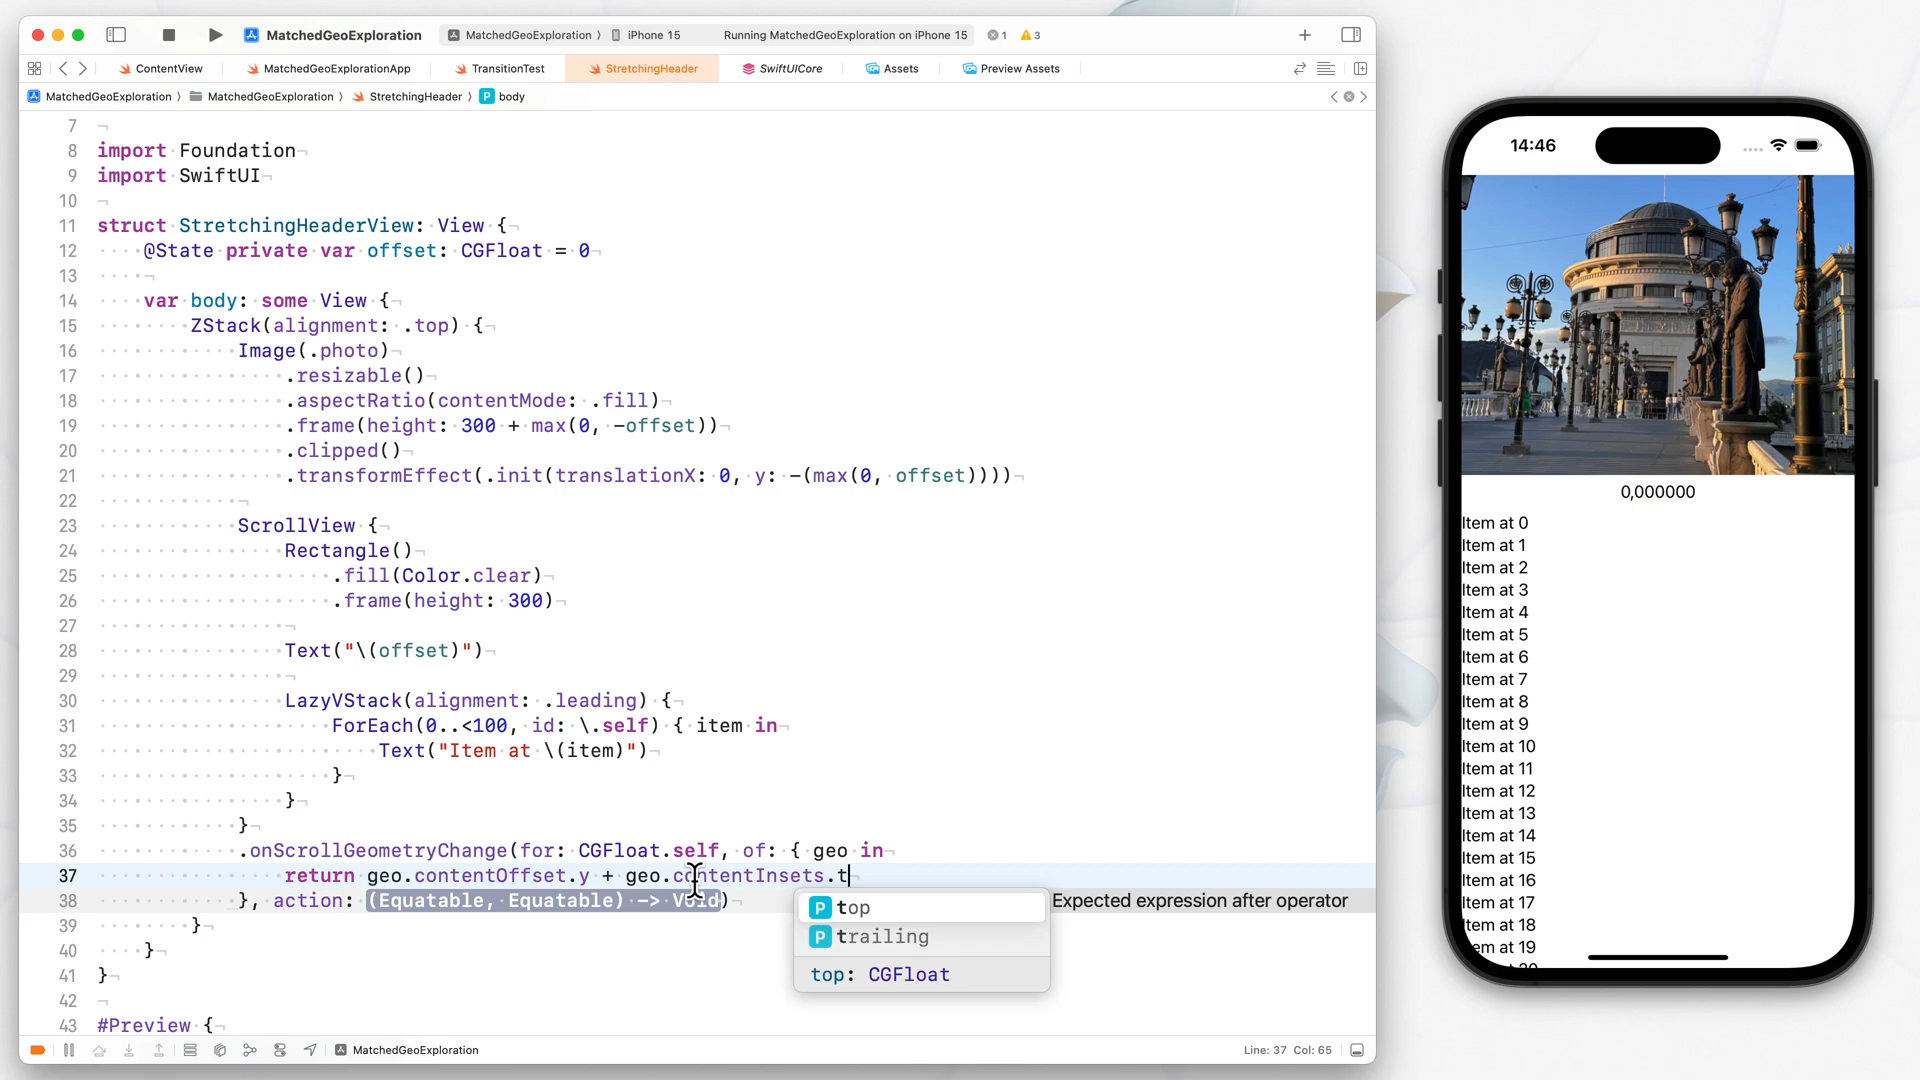 MatchedGeoExploration
MatchedGeoExploration 〉 iPhone 15
Running MatchedGeoExploration on iPhone 15
1
3
ContentView
MatchedGeoExplorationApp
TransitionTest
StretchingHeader
SwiftUICore
Assets
Preview Assets
MatchedGeoExploration 〉 MatchedGeoExploration 〉 StretchingHeader 〉 P body
7
8 import Foundation
9 import SwiftUI
10
11 struct StretchingHeaderView: View {
12 @State private var offset: CGFloat = 0
13
14 var body: some View {
15 ZStack(alignment: .top) {
16 Image(.photo)
17 .resizable()
18 .aspectRatio(contentMode: .fill)
19 .frame(height: 300 + max(0, -offset))
20 .clipped()
21 .transformEffect(.init(translationX: 0, y: -(max(0, offset))))
22
23 ScrollView {
24 Rectangle()
25 .fill(Color.clear)
26 .frame(height: 300)
27
28 Text("\(offset)")
29
30 LazyVStack(alignment: .leading) {
31 ForEach(0..<100, id: \.self) { item in
32 Text("Item at \(item)")
33 }
34 }
35 }
36 .onScrollGeometryChange(for: CGFloat.self, of: { geo in
37 return geo.contentOffset.y + geo.contentInsets.t
38 }, action: (Equatable, Equatable) -> Void)
Expected expression after operator
P top
P trailing
top: CGFloat
39 }
40 }
41 }
42
43 #Preview {
MatchedGeoExploration
Line: 37 Col: 65
14:46
0,000000
Item at 0
Item at 1
Item at 2
Item at 3
Item at 4
Item at 5
Item at 6
Item at 7
Item at 8
Item at 9
Item at 10
Item at 11
Item at 12
Item at 13
Item at 14
Item at 15
Item at 16
Item at 17
Item at 18
em at 19